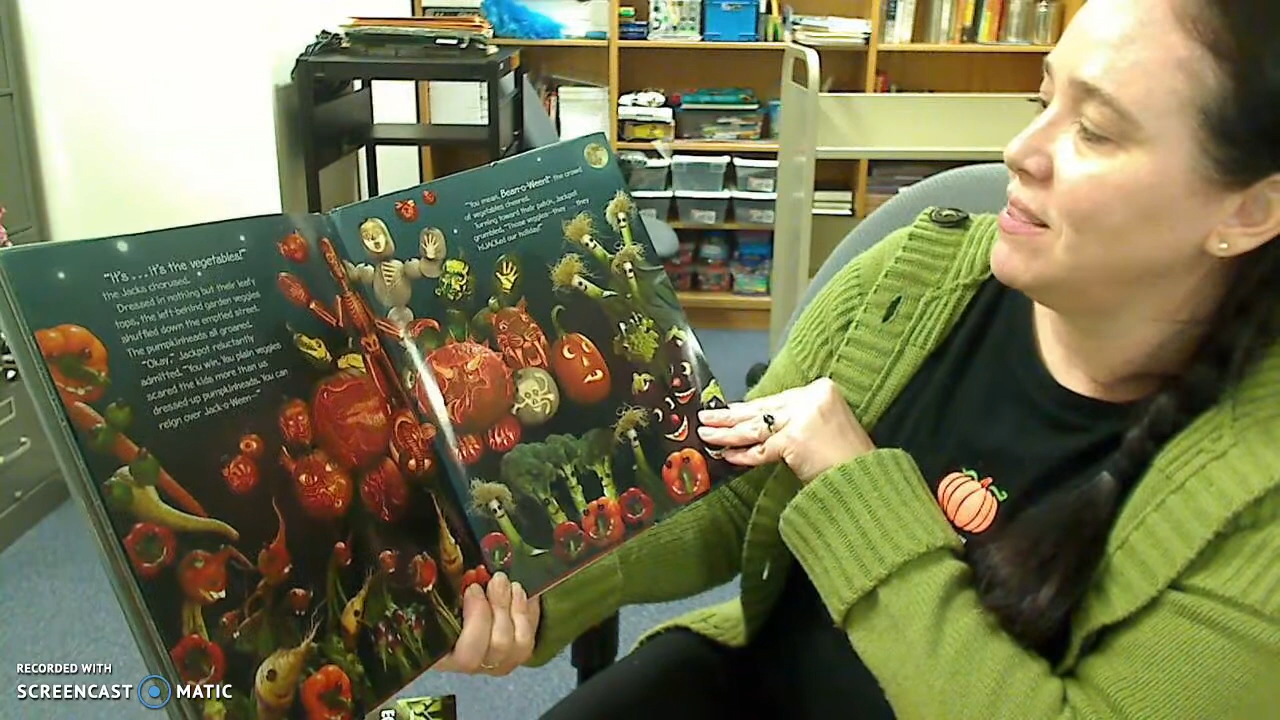 "It's...it's the vegetables!"
the Jacks chorused.
Dressed in nothing but their leafy
tops, the left-behind garden veggies
shuffled down the emptied street.
The pumpkinheads all groaned.
"Okay," Jackpot reluctantly
admitted. "You win. You plain veggies
scared the kids more than us
dressed-up pumpkinheads. You can
reign over Jack-o-Ween—"
"You mean, Bean-o-Ween!" the crowd
of vegetables cheered.
Turning toward their patch, Jackpot
grumbled, "Those veggies—they
they
hiJACKed our holiday!"
RECORDED WITH
SCREENCAST MATIC